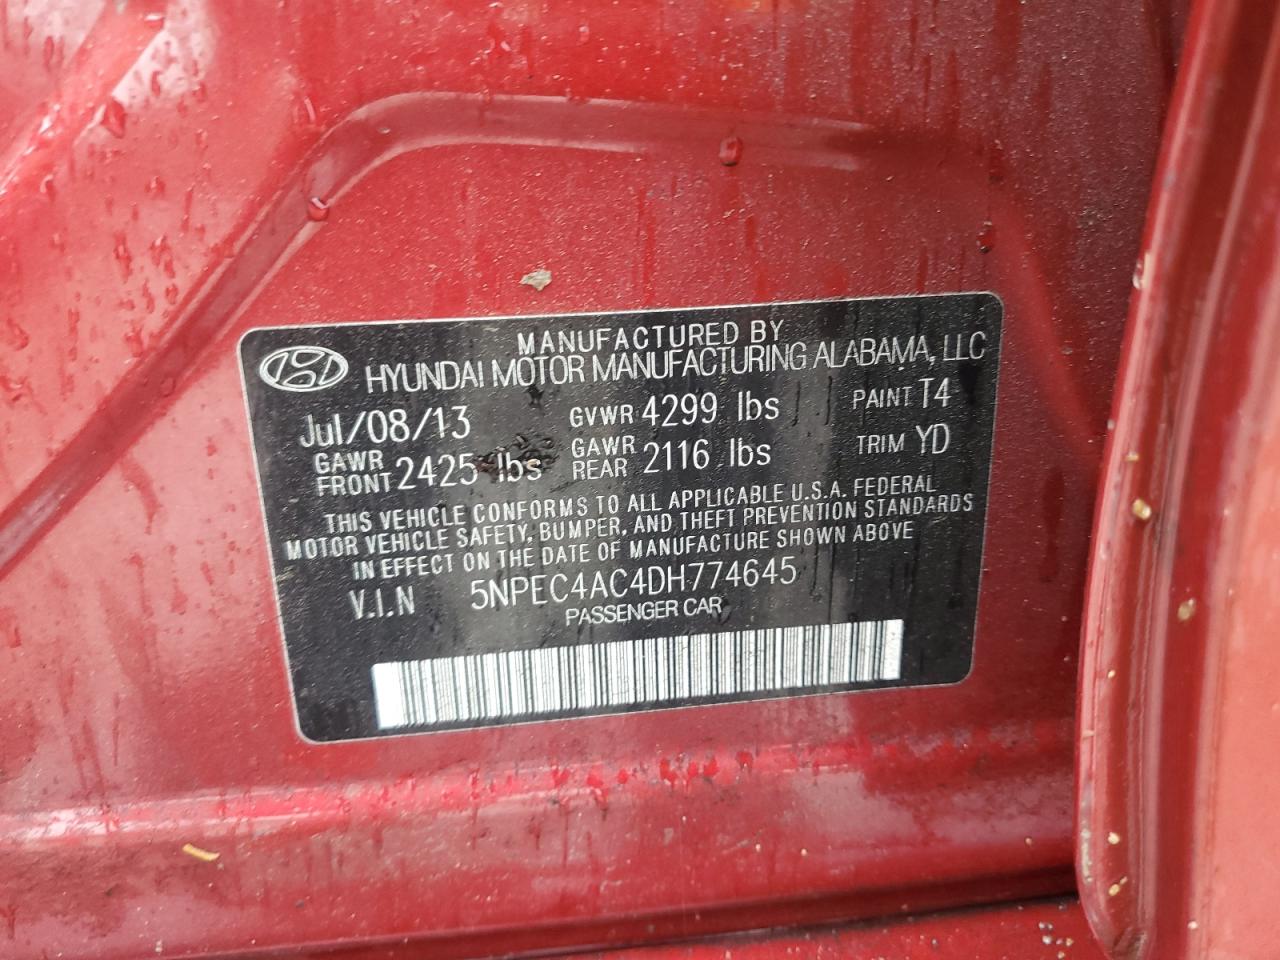 MANUFACTURED BY
HYUNDAI MOTOR MANUFACTURING ALABAMA, LLC
Jul/08/13 GVWR 4299 lbs PAINT T4
GAWR FRONT 2425 lbs GAWR REAR 2116 lbs TRIM YD
THIS VEHICLE CONFORMS TO ALL APPLICABLE U.S.A. FEDERAL
MOTOR VEHICLE SAFETY, BUMPER, AND THEFT PREVENTION STANDARDS
IN EFFECT ON THE DATE OF MANUFACTURE SHOWN ABOVE
V.I.N 5NPEC4AC4DH774645
PASSENGER CAR